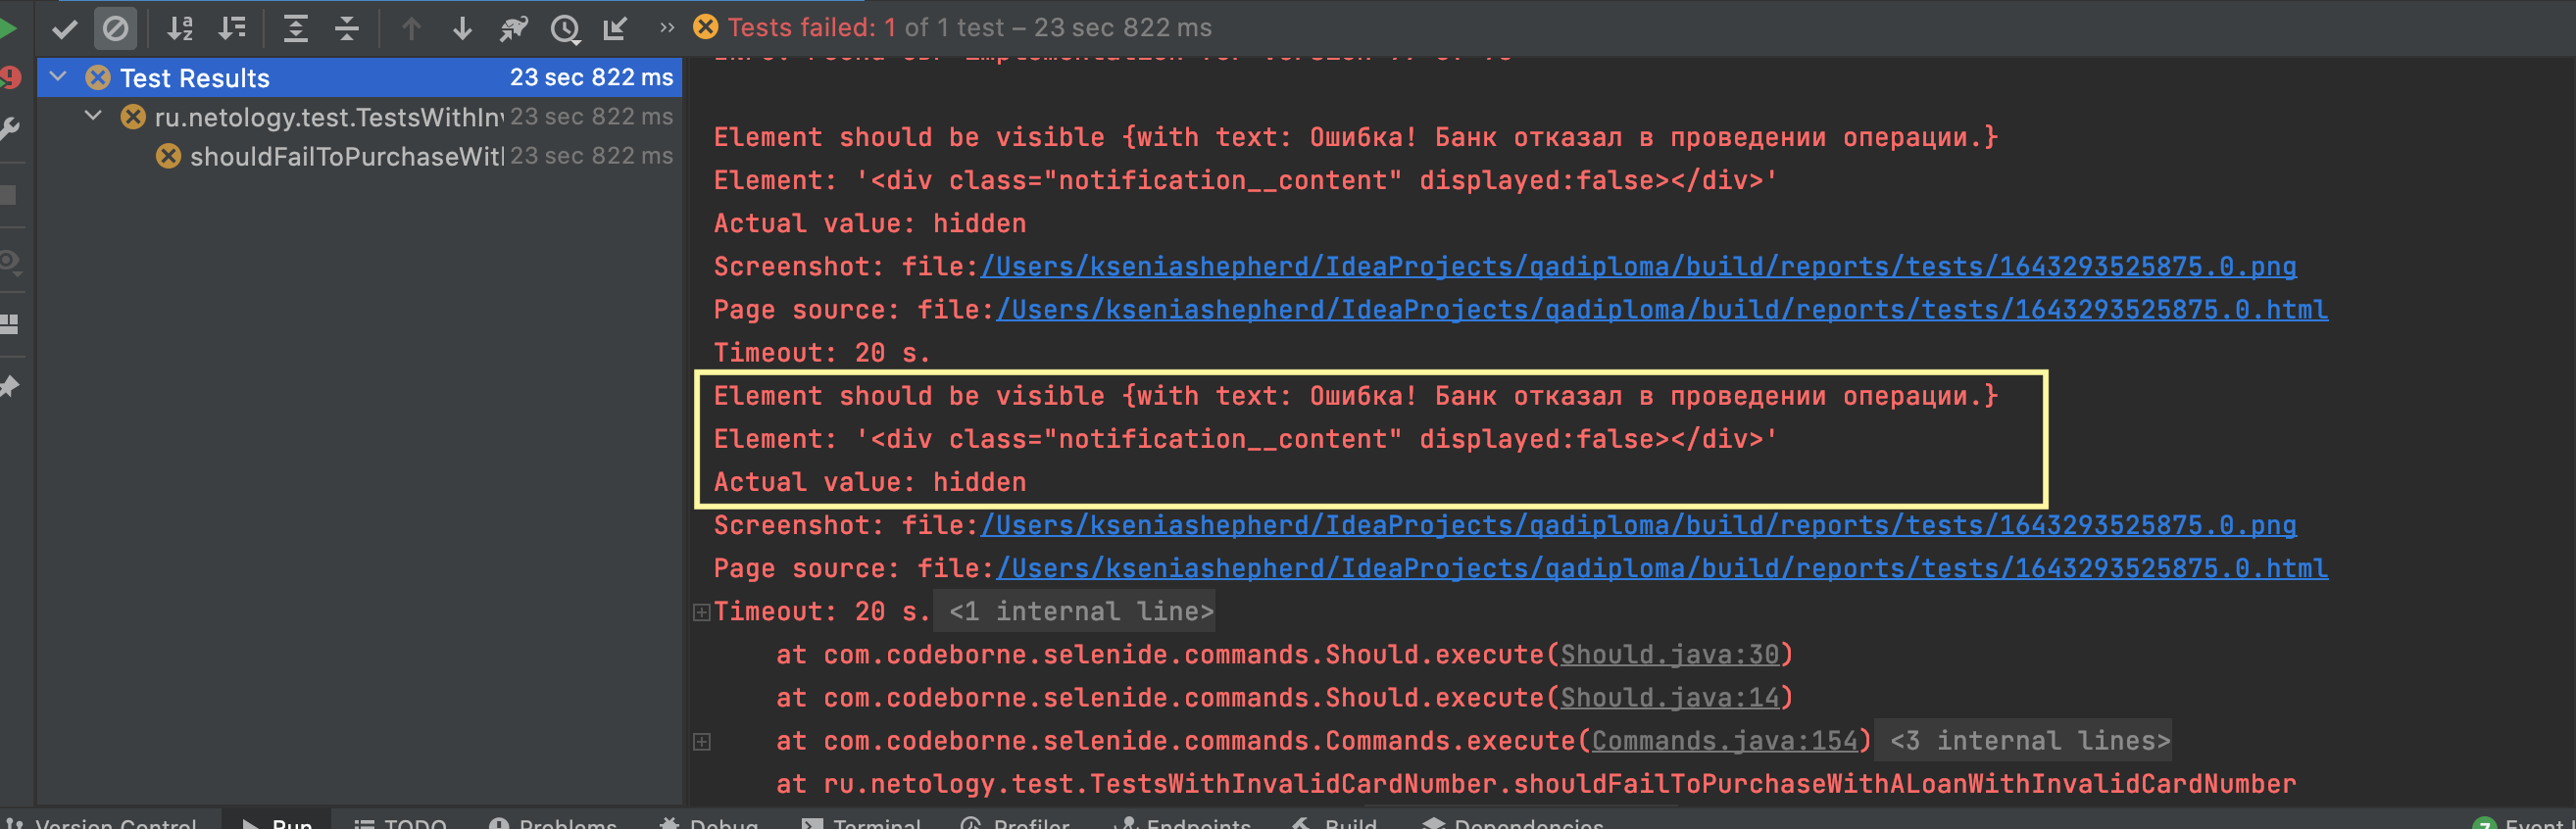 Tests failed: 1 of 1 test – 23 sec 822 ms
Test Results 23 sec 822 ms
ru.netology.test.TestsWithIn 23 sec 822 ms
shouldFailToPurchaseWit 23 sec 822 ms
Element should be visible {with text: Ошибка! Банк отказал в проведении операции.}
Element: '<div class="notification__content" displayed:false></div>'
Actual value: hidden
Screenshot: file:/Users/kseniashepherd/IdeaProjects/qadiploma/build/reports/tests/1643293525875.0.png
Page source: file:/Users/kseniashepherd/IdeaProjects/qadiploma/build/reports/tests/1643293525875.0.html
Timeout: 20 s.
Element should be visible {with text: Ошибка! Банк отказал в проведении операции.}
Element: '<div class="notification__content" displayed:false></div>'
Actual value: hidden
Screenshot: file:/Users/kseniashepherd/IdeaProjects/qadiploma/build/reports/tests/1643293525875.0.png
Page source: file:/Users/kseniashepherd/IdeaProjects/qadiploma/build/reports/tests/1643293525875.0.html
Timeout: 20 s. <1 internal line>
at com.codeborne.selenide.commands.Should.execute(Should.java:30)
at com.codeborne.selenide.commands.Should.execute(Should.java:14)
at com.codeborne.selenide.commands.Commands.execute(Commands.java:154) <3 internal lines>
at ru.netology.test.TestsWithInvalidCardNumber.shouldFailToPurchaseWithALoanWithInvalidCardNumber
Version Control Run TODO Problems Debug Terminal Profiler Endpoints Build Dependencies 7 Event